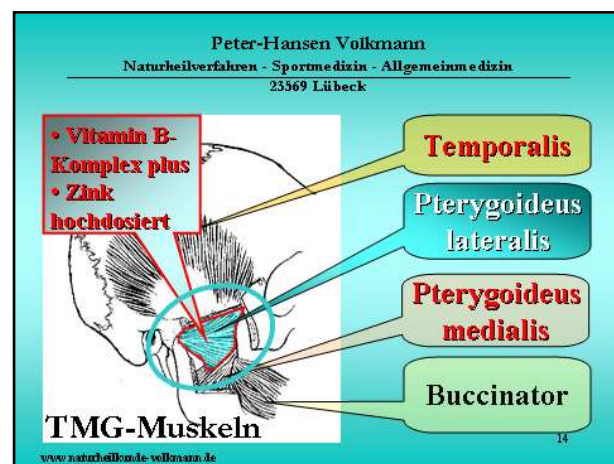 Peter-Hansen Volkmann
Naturheilverfahren - Sportmedizin - Allgemeinmedizin
23569 Lübeck
• Vitamin B-
Komplex plus
• Zink
hochdosiert
Temporalis
Pterygoideus
lateralis
Pterygoideus
medialis
Buccinator
TMG-Muskeln
14
www.naturheilkunde-volkmann.de